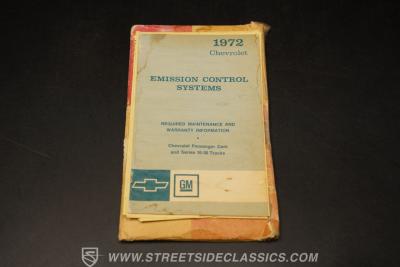 1972
Chevrolet
EMISSION CONTROL
SYSTEMS
REQUIRED MAINTENANCE AND
WARRANTY INFORMATION
•
Chevrolet Passenger Cars
and Series 10-30 Trucks
GM
WWW.STREETSIDECLASSICS.COM